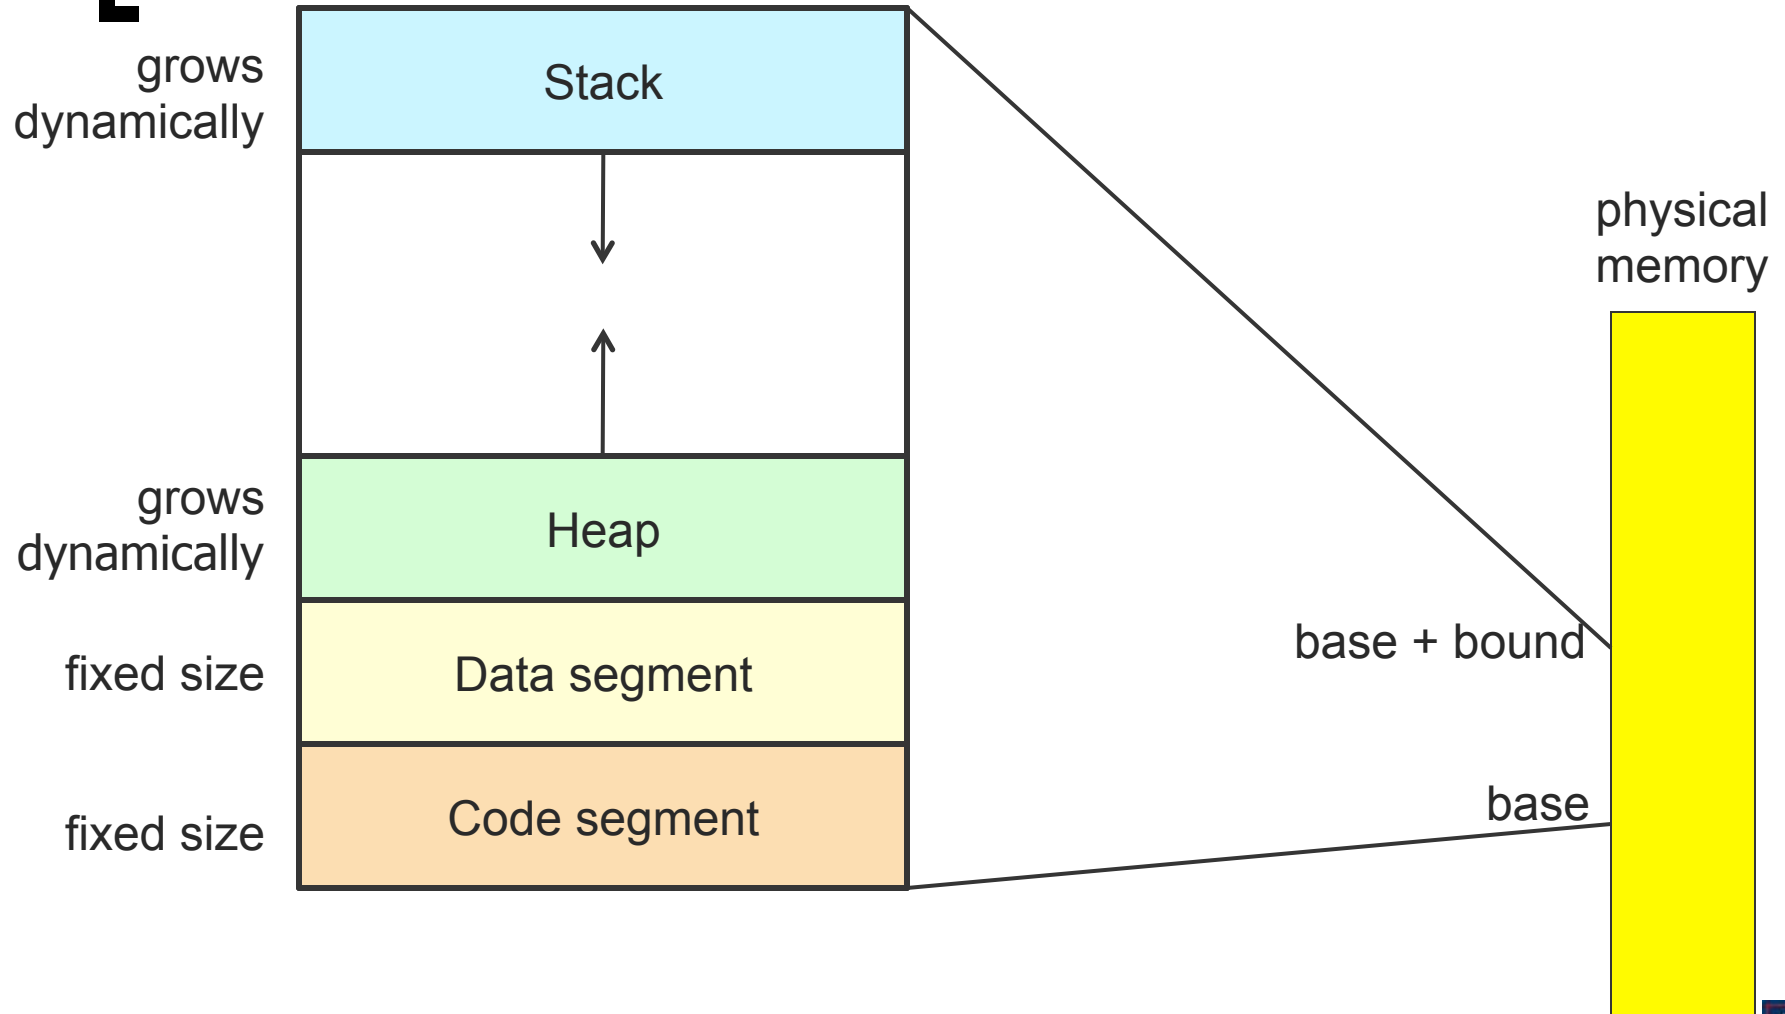 grows
dynamically
Stack
physical
memory
grows
dynamically
Heap
base + bound
fixed size
Data segment
base
fixed size
Code segment